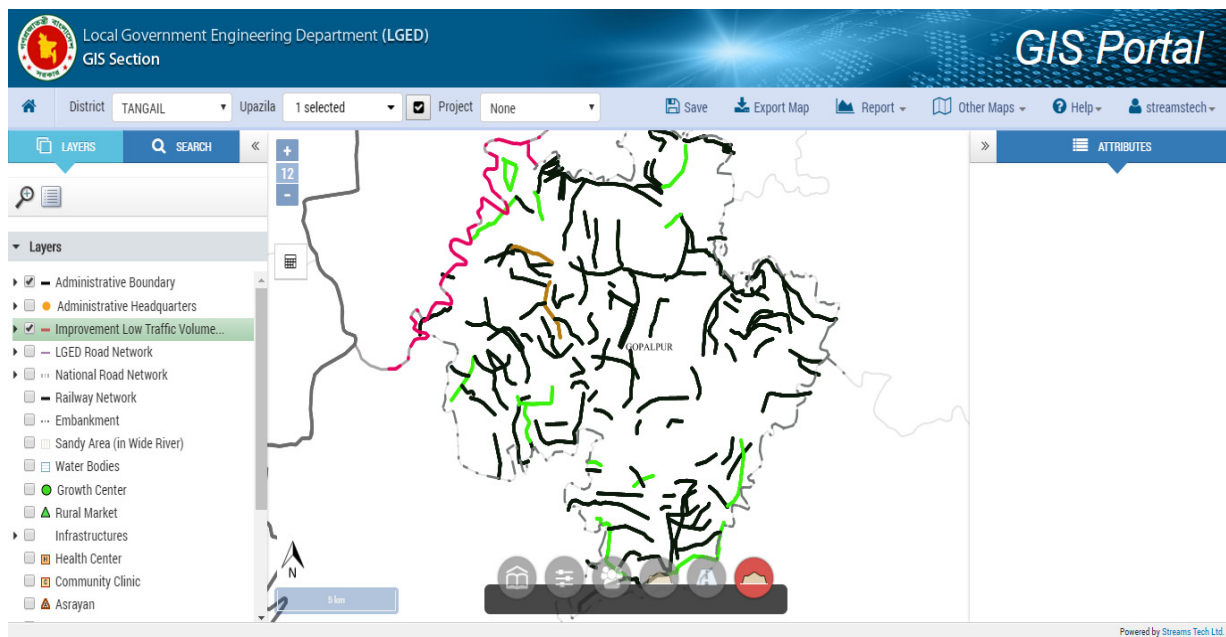 Local Government Engineering Department (LGED)
GIS Section
GIS Portal
District TANGAIL Upazila 1 selected Project None Save Export Map Report Other Maps Help streamstech
LAYERS SEARCH « + » ATTRIBUTES
12
-
Layers
Administrative Boundary
Administrative Headquarters
Improvement Low Traffic Volume...
LGED Road Network
National Road Network
Railway Network
Embankment
Sandy Area (in Wide River)
Water Bodies
Growth Center
Rural Market
Infrastructures
Health Center
Community Clinic
Asrayan
GOPALPUR
N
5 km
Powered by Streams Tech Ltd.